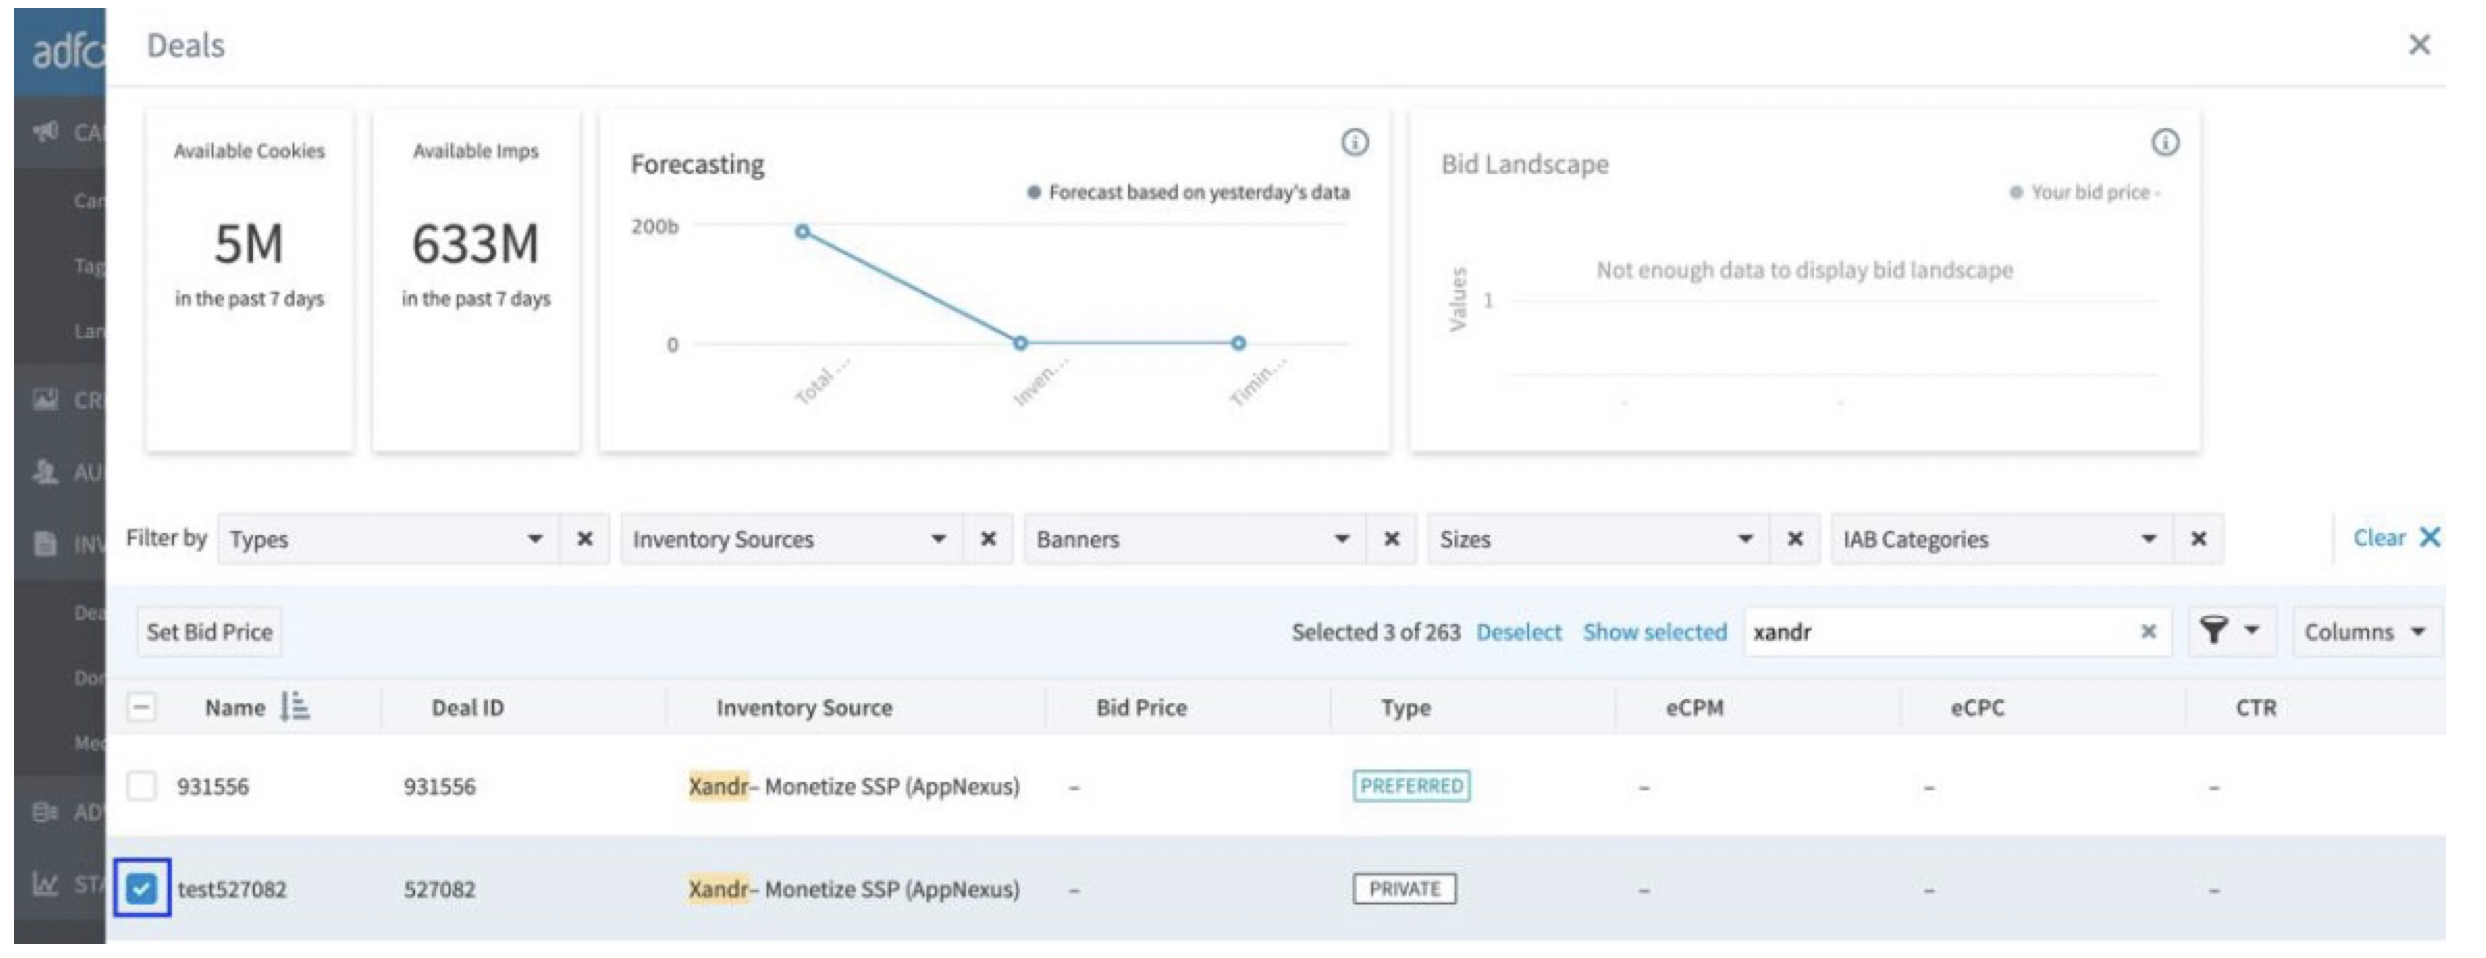 adfo
Deals
CA
Car
Tag
Lan
CR
AU
INV
Dea
Dor
Med
AD
STA
Available Cookies
5M
in the past 7 days
Available Imps
633M
in the past 7 days
Forecasting
Forecast based on yesterday's data
200b
0
Total ...
Inven...
Timin...
Bid Landscape
Your bid price -
Not enough data to display bid landscape
Values
1
Filter by Types Inventory Sources Banners Sizes IAB Categories Clear
Set Bid Price Selected 3 of 263 Deselect Show selected xandr Columns
Name Deal ID Inventory Source Bid Price Type eCPM eCPC CTR
931556 931556 Xandr– Monetize SSP (AppNexus) – PREFERRED – – –
test527082 527082 Xandr– Monetize SSP (AppNexus) – PRIVATE – – –